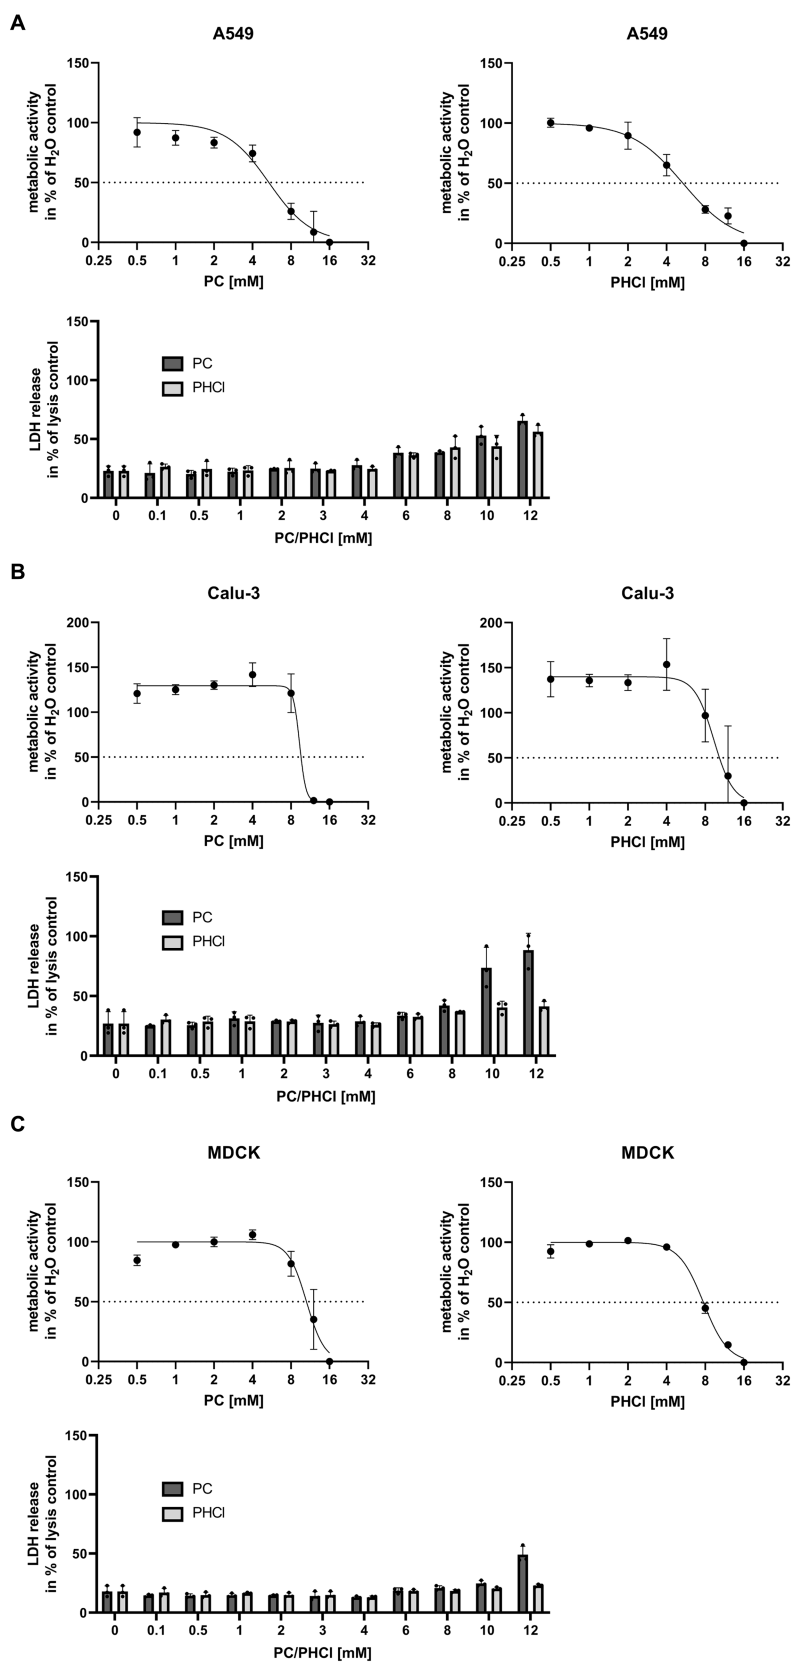 A
A549
A549
metabolic activity
in % of H2O control
150
100
50
0
0.25 0.5 1 2 4 8 16 32
PC [mM]
metabolic activity
in % of H2O control
150
100
50
0
0.25 0.5 1 2 4 8 16 32
PHCl [mM]
LDH release
in % of lysis control
150
100
50
0
PC
PHCl
0 0.1 0.5 1 2 3 4 6 8 10 12
PC/PHCl [mM]
B
Calu-3
Calu-3
metabolic activity
in % of H2O control
200
150
100
50
0
0.25 0.5 1 2 4 8 16 32
PC [mM]
metabolic activity
in % of H2O control
200
150
100
50
0
0.25 0.5 1 2 4 8 16 32
PHCl [mM]
LDH release
in % of lysis control
150
100
50
0
PC
PHCl
0 0.1 0.5 1 2 3 4 6 8 10 12
PC/PHCl [mM]
C
MDCK
MDCK
metabolic activity
in % of H2O control
150
100
50
0
0.25 0.5 1 2 4 8 16 32
PC [mM]
metabolic activity
in % of H2O control
150
100
50
0
0.25 0.5 1 2 4 8 16 32
PHCl [mM]
LDH release
in % of lysis control
150
100
50
0
PC
PHCl
0 0.1 0.5 1 2 3 4 6 8 10 12
PC/PHCl [mM]